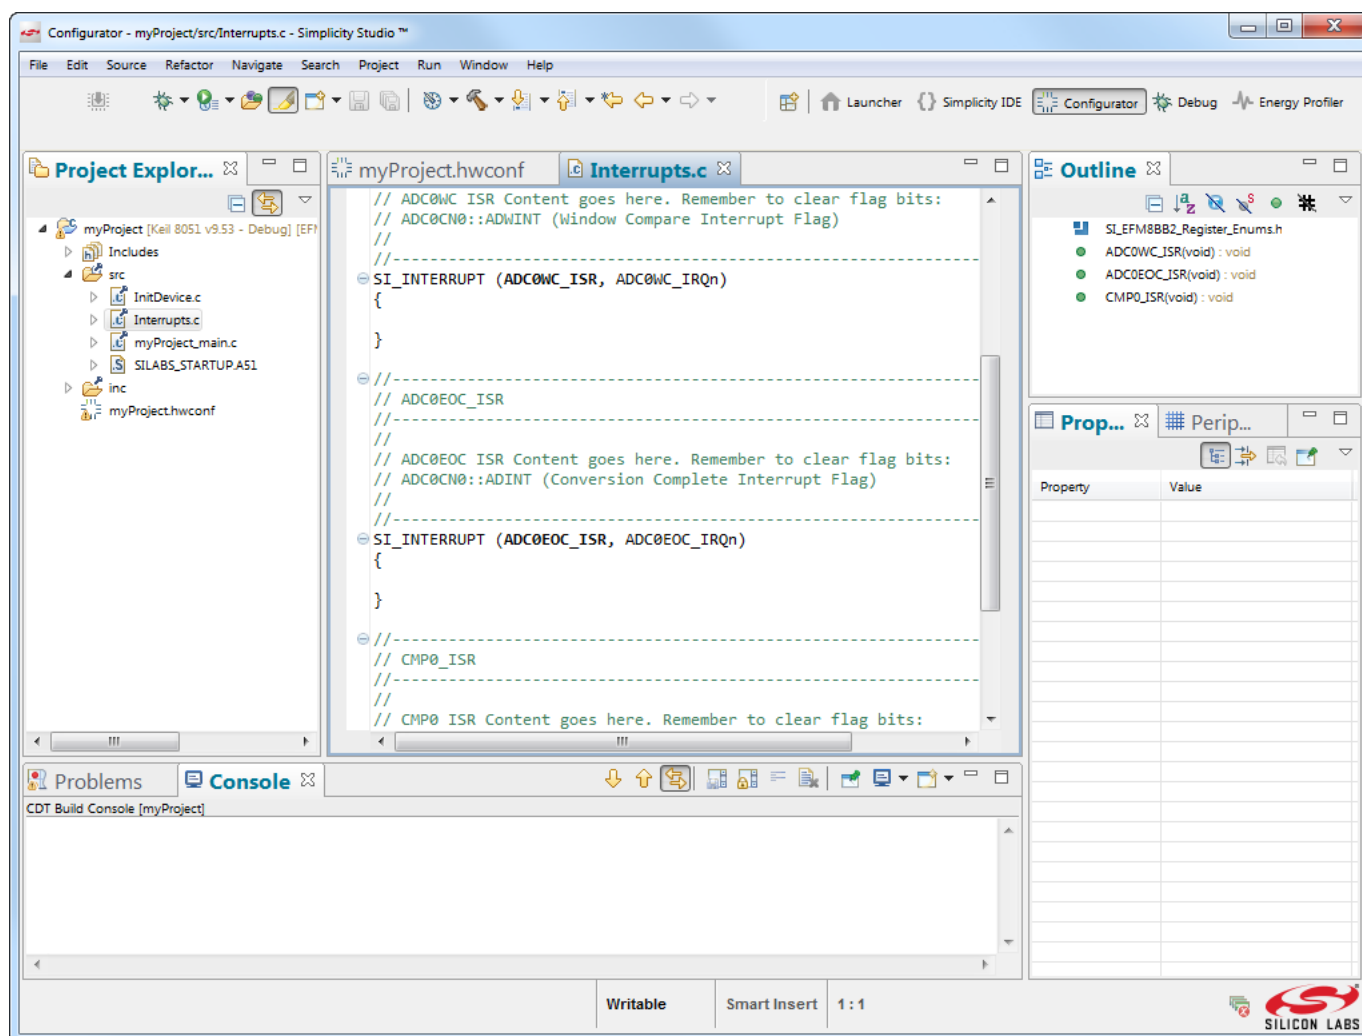 Configurator - myProject/src/Interrupts.c - Simplicity Studio ™
File Edit Source Refactor Navigate Search Project Run Window Help
Launcher {} Simplicity IDE Configurator Debug Energy Profiler
Project Explor...
myProject [Keil 8051 v9.53 - Debug] [EFM
Includes
src
InitDevice.c
Interrupts.c
myProject_main.c
SILABS_STARTUP.A51
inc
myProject.hwconf
myProject.hwconf Interrupts.c
// ADC0WC ISR Content goes here. Remember to clear flag bits:
// ADC0CN0::ADWINT (Window Compare Interrupt Flag)
//
//-----------------------------------------------------------------
SI_INTERRUPT (ADC0WC_ISR, ADC0WC_IRQn)
{
}
//-----------------------------------------------------------------
// ADC0EOC_ISR
//-----------------------------------------------------------------
//
// ADC0EOC ISR Content goes here. Remember to clear flag bits:
// ADC0CN0::ADINT (Conversion Complete Interrupt Flag)
//
//-----------------------------------------------------------------
SI_INTERRUPT (ADC0EOC_ISR, ADC0EOC_IRQn)
{
}
//-----------------------------------------------------------------
// CMP0_ISR
//-----------------------------------------------------------------
//
// CMP0 ISR Content goes here. Remember to clear flag bits:
Outline
SI_EFM8BB2_Register_Enums.h
ADC0WC_ISR(void) : void
ADC0EOC_ISR(void) : void
CMP0_ISR(void) : void
Prop... Perip...
Property Value
Problems Console
CDT Build Console [myProject]
Writable Smart Insert 1 : 1
SILICON LABS